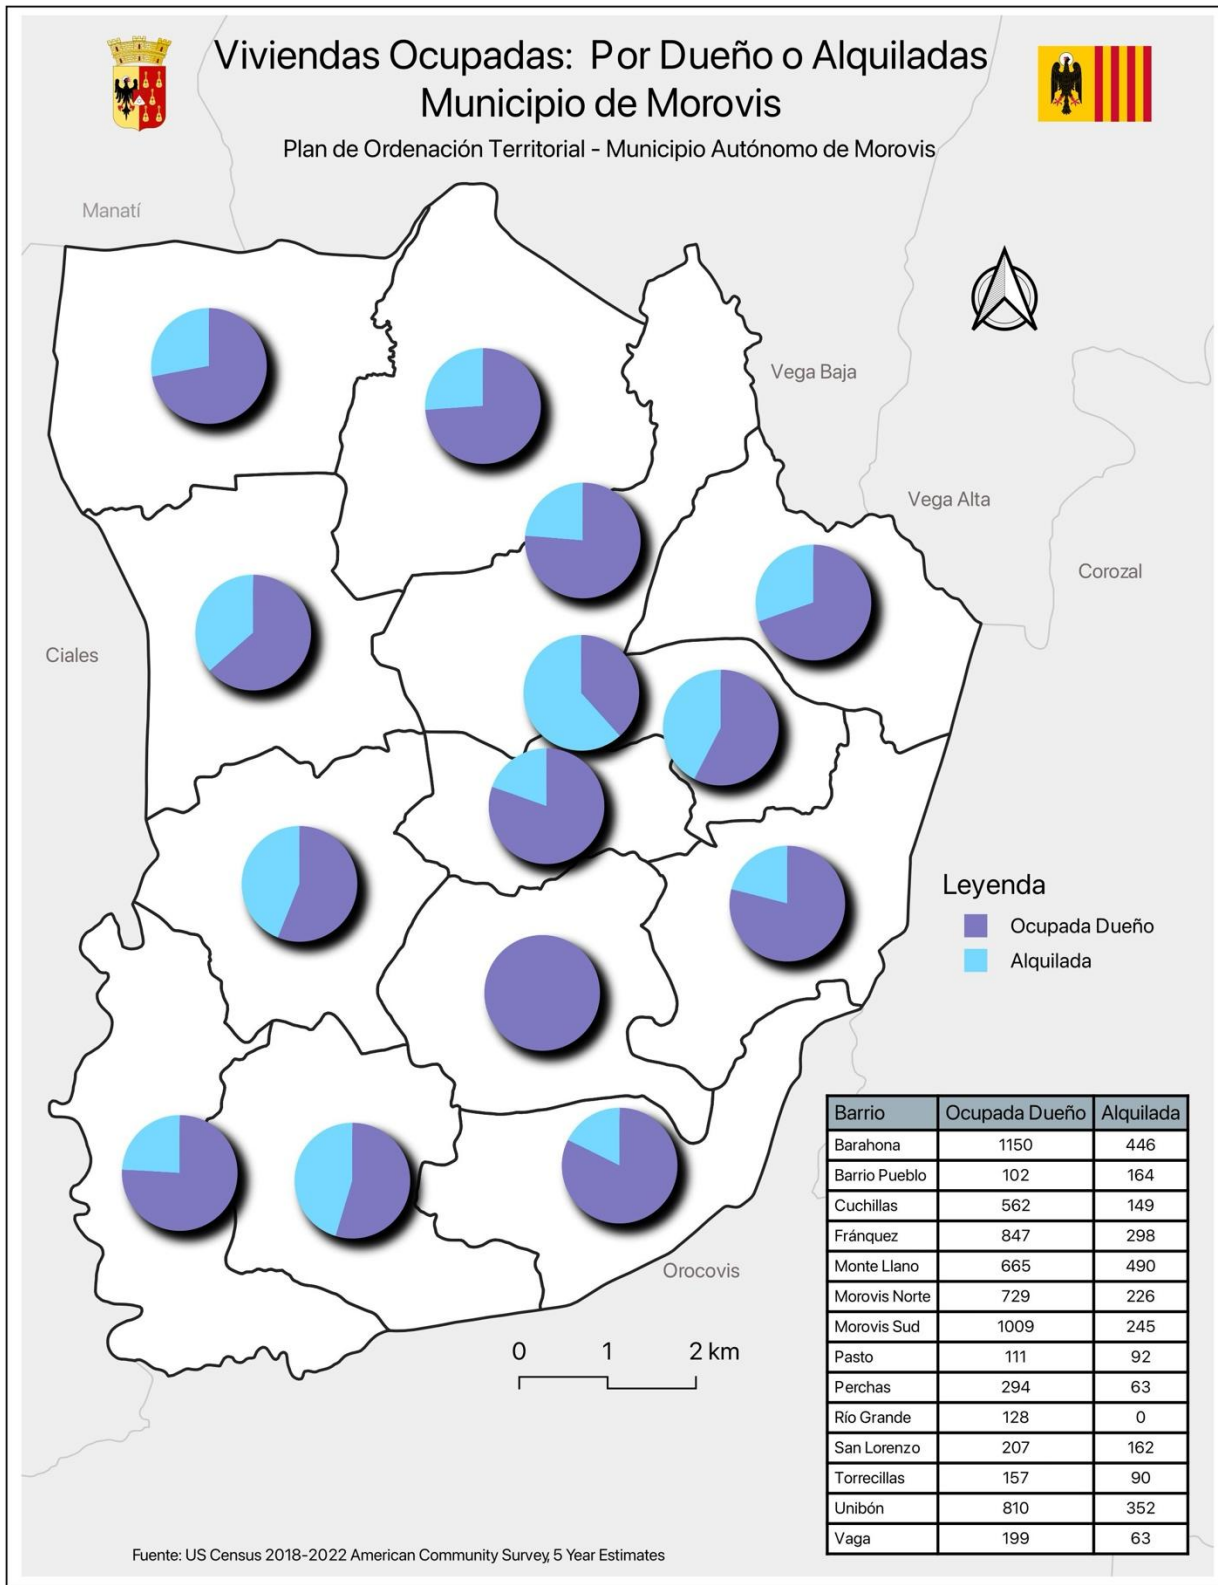 Viviendas Ocupadas: Por Dueño o Alquiladas
Municipio de Morovis
Plan de Ordenación Territorial - Municipio Autónomo de Morovis
Manatí
Vega Baja
Vega Alta
Corozal
Ciales
Leyenda
Ocupada Dueño
Alquilada
Orocovis
0 1 2 km
Barrio Ocupada Dueño Alquilada
Barahona 1150 446
Barrio Pueblo 102 164
Cuchillas 562 149
Fránquez 847 298
Monte Llano 665 490
Morovis Norte 729 226
Morovis Sud 1009 245
Pasto 111 92
Perchas 294 63
Río Grande 128 0
San Lorenzo 207 162
Torrecillas 157 90
Unibón 810 352
Vaga 199 63
Fuente: US Census 2018-2022 American Community Survey, 5 Year Estimates